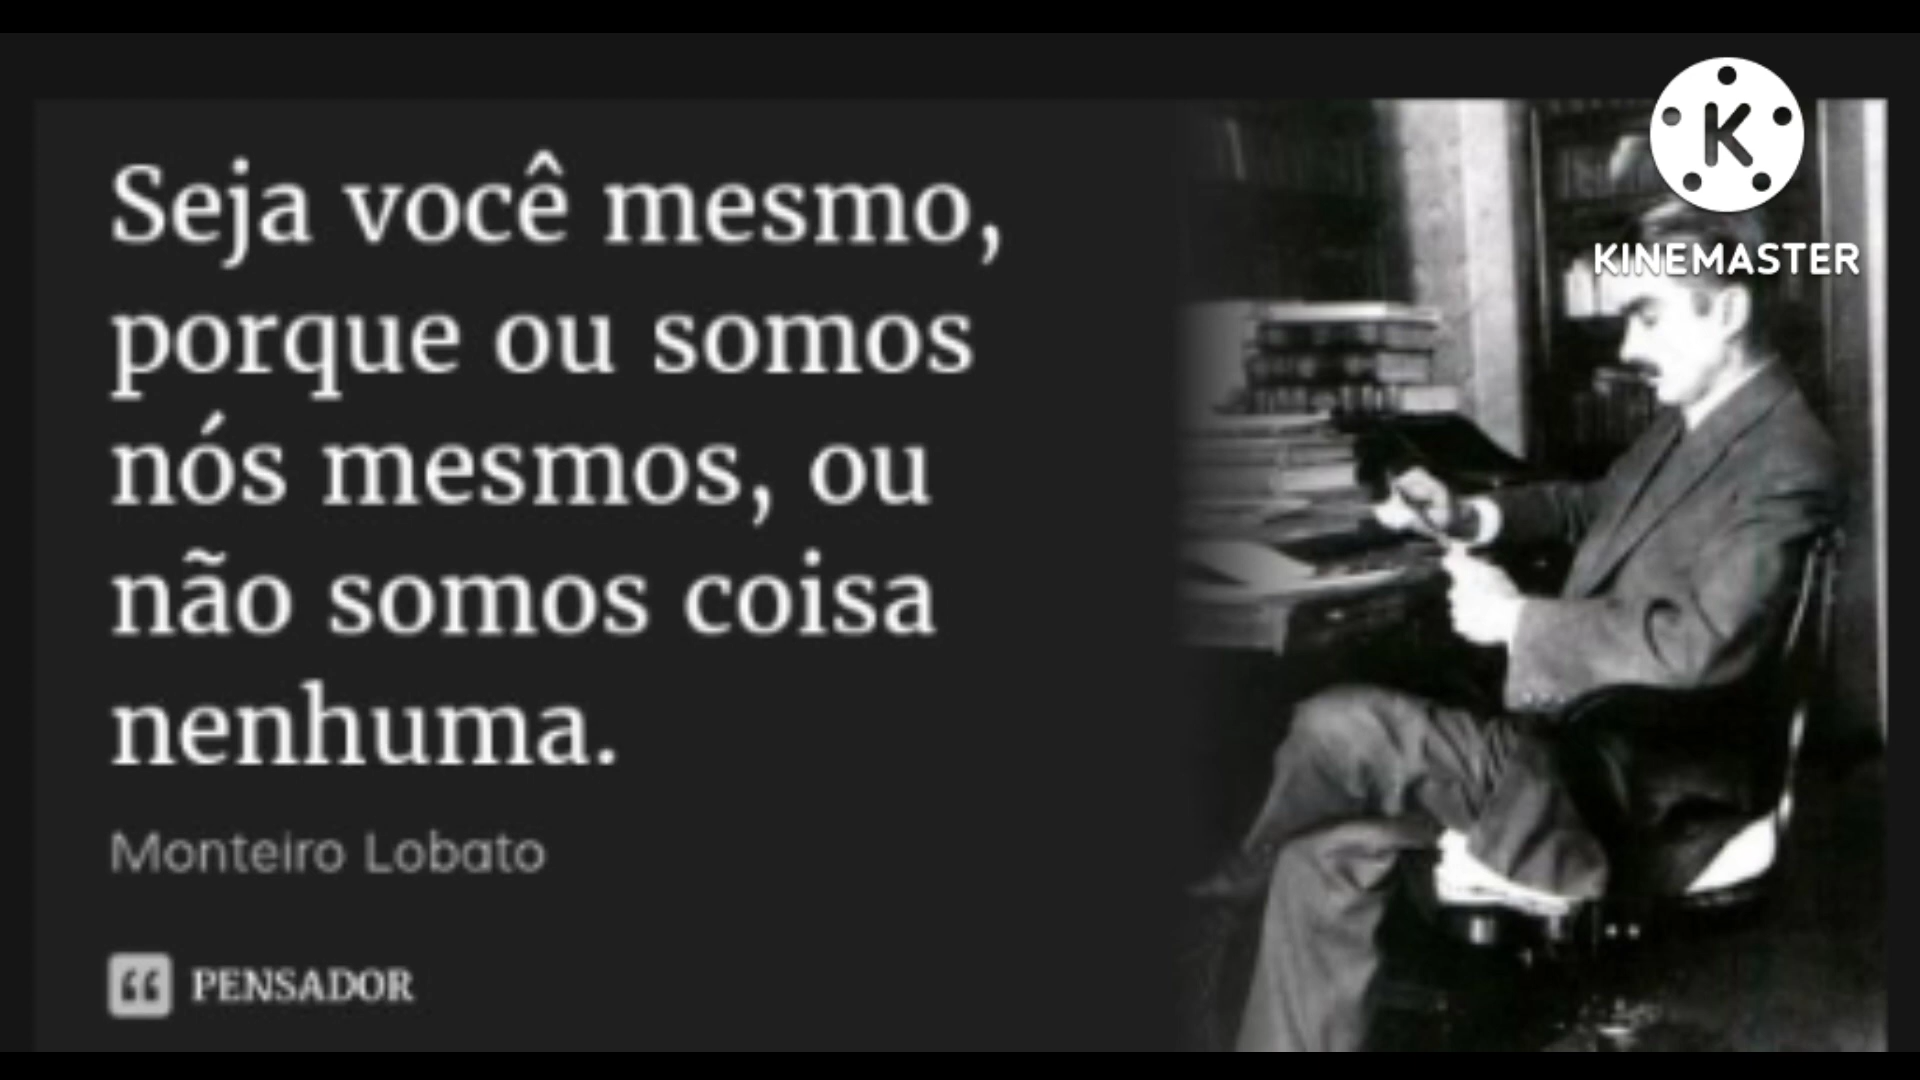 Seja você mesmo,
porque ou somos
nós mesmos, ou
não somos coisa
nenhuma.
Monteiro Lobato
PENSADOR
K
KINEMASTER